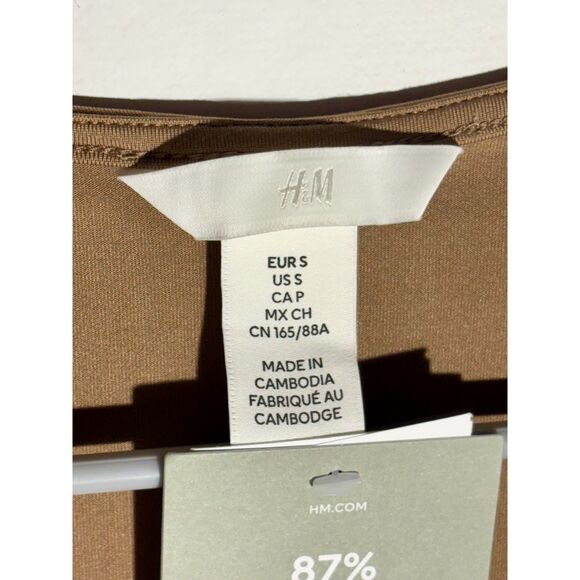 H&M
EUR S
US S
CA P
MX CH
CN 165/88A
MADE IN
CAMBODIA
FABRIQUÉ AU
CAMBODGE
HM.COM
87%